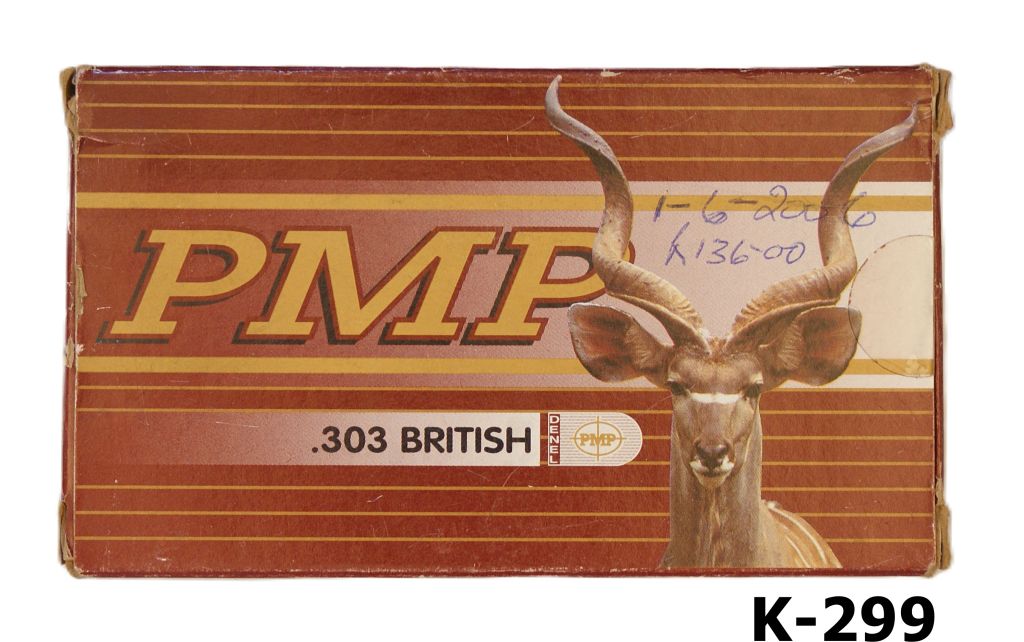 1-6-2006
R136-00
PMP
.303 BRITISH
DENEL
PMP
K-299